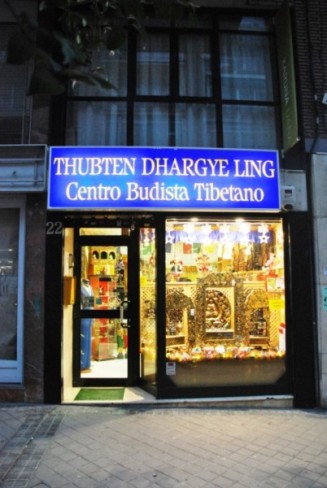 THUBTEN DHARGYE LING
Centro Budista Tibetano
22